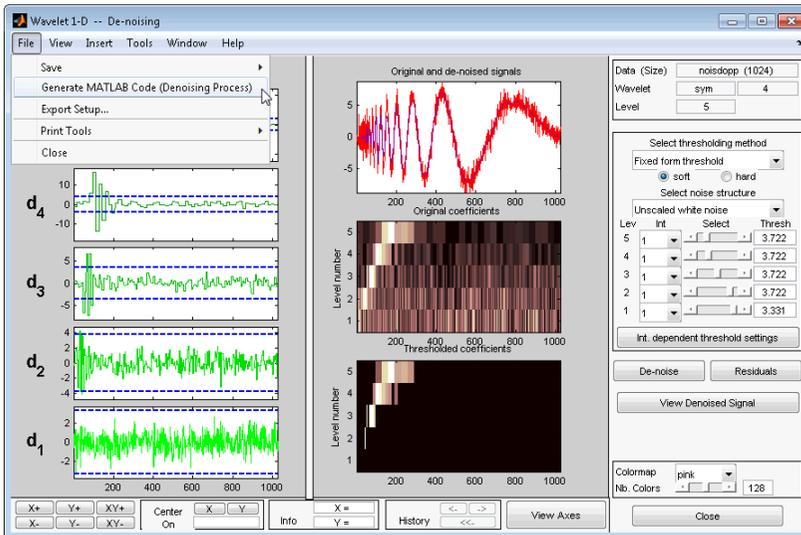 Wavelet 1-D -- De-noising
File View Insert Tools Window Help
Save
Generate MATLAB Code (Denoising Process)
Export Setup...
Print Tools
Close
d4
10
0
-10
d3
5
0
-5
d2
4
2
0
-2
-4
d1
2
0
-2
200 400 600 800 1000
Original and de-noised signals
5
0
-5
200 400 600 800 1000
Original coefficients
Level number
5
4
3
2
1
200 400 600 800 1000
Thresholded coefficients
Level number
5
4
3
2
1
200 400 600 800 1000
Data (Size) noisdopp (1024)
Wavelet sym 4
Level 5
Select thresholding method
Fixed form threshold
soft hard
Select noise structure
Unscaled white noise
Lev Int Select Thresh
5 1 3.722
4 1 3.722
3 1 3.722
2 1 3.722
1 1 3.331
Int. dependent threshold settings
De-noise Residuals
View Denoised Signal
Colormap pink
Nb. Colors 128
Close
X+ Y+ XY+
X- Y- XY-
Center On X Y
Info X = Y =
History <- -> <<-
View Axes